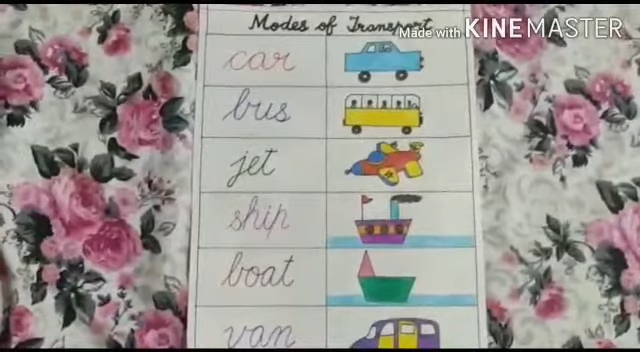 Modes of Transport
Made with KINEMASTER
car
bus
jet
ship
boat
van